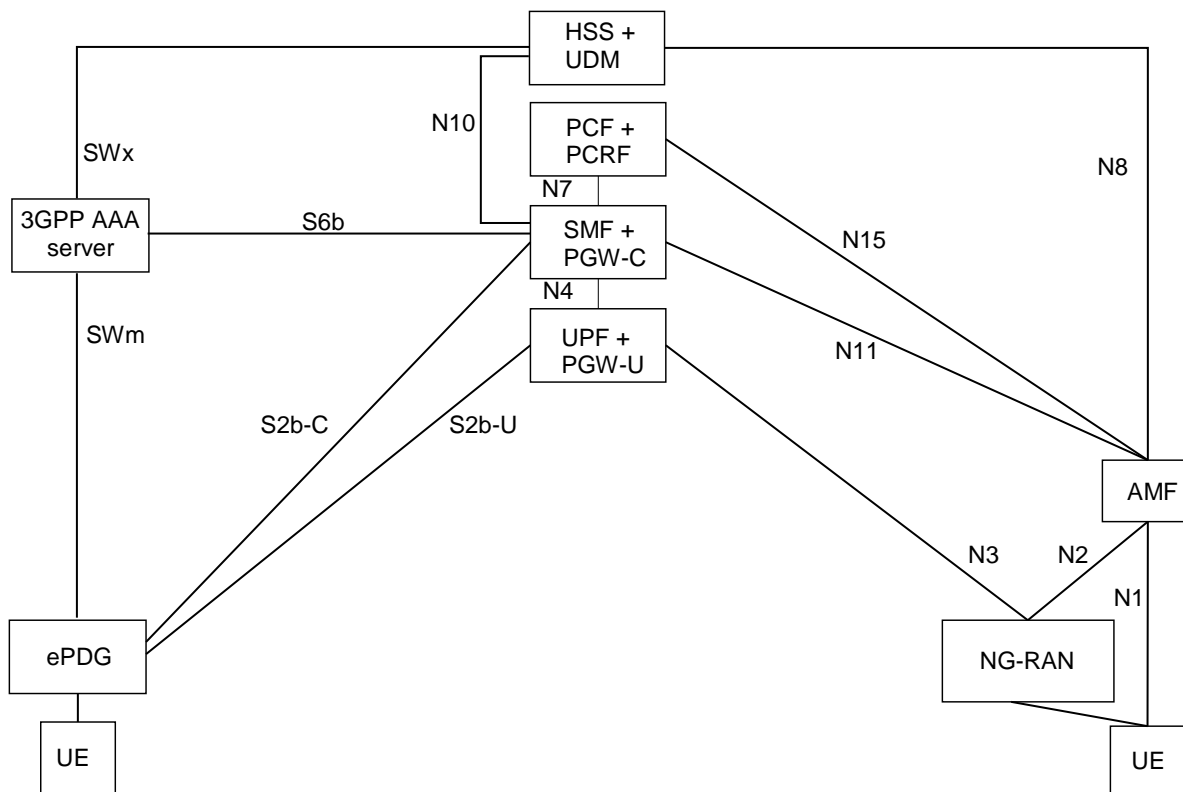 HSS +
UDM
N10
PCF +
PCRF
SWx
N8
N7
3GPP AAA
server
S6b
SMF +
PGW-C
N15
N4
SWm
UPF +
PGW-U
N11
S2b-C
S2b-U
AMF
N3
N2
N1
ePDG
NG-RAN
UE
UE